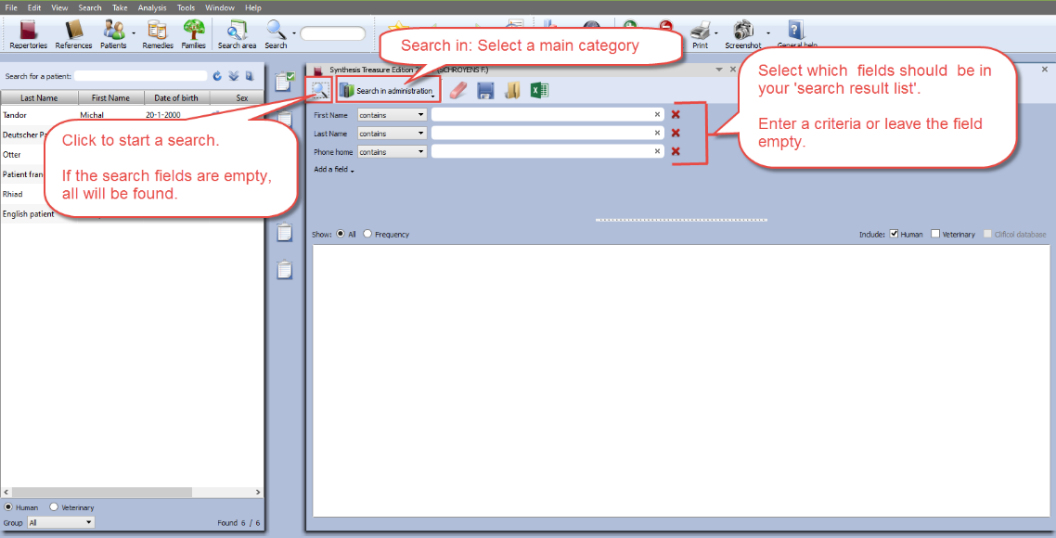 File Edit View Search Take Analysis Tools Window Help
Repertories References Patients Remedies Families Search area Search Print Screenshot General help
Search in: Select a main category
Search for a patient:
Synthesis Treasure Edition
SCHROYENS F.)
Last Name First Name Date of birth Sex
Search in administration
Tandor Michal 20-1-2000
Deutscher
Otter
Patient fran
Rhiad
English patient
Click to start a search.
If the search fields are empty,
all will be found.
First Name contains
Last Name contains
Phone home contains
Add a field
Select which fields should be in
your 'search result list'.
Enter a criteria or leave the field
empty.
Show: All Frequency
Include: Human Veterinary Clificol database
Human Veterinary
Group All Found 6 / 6